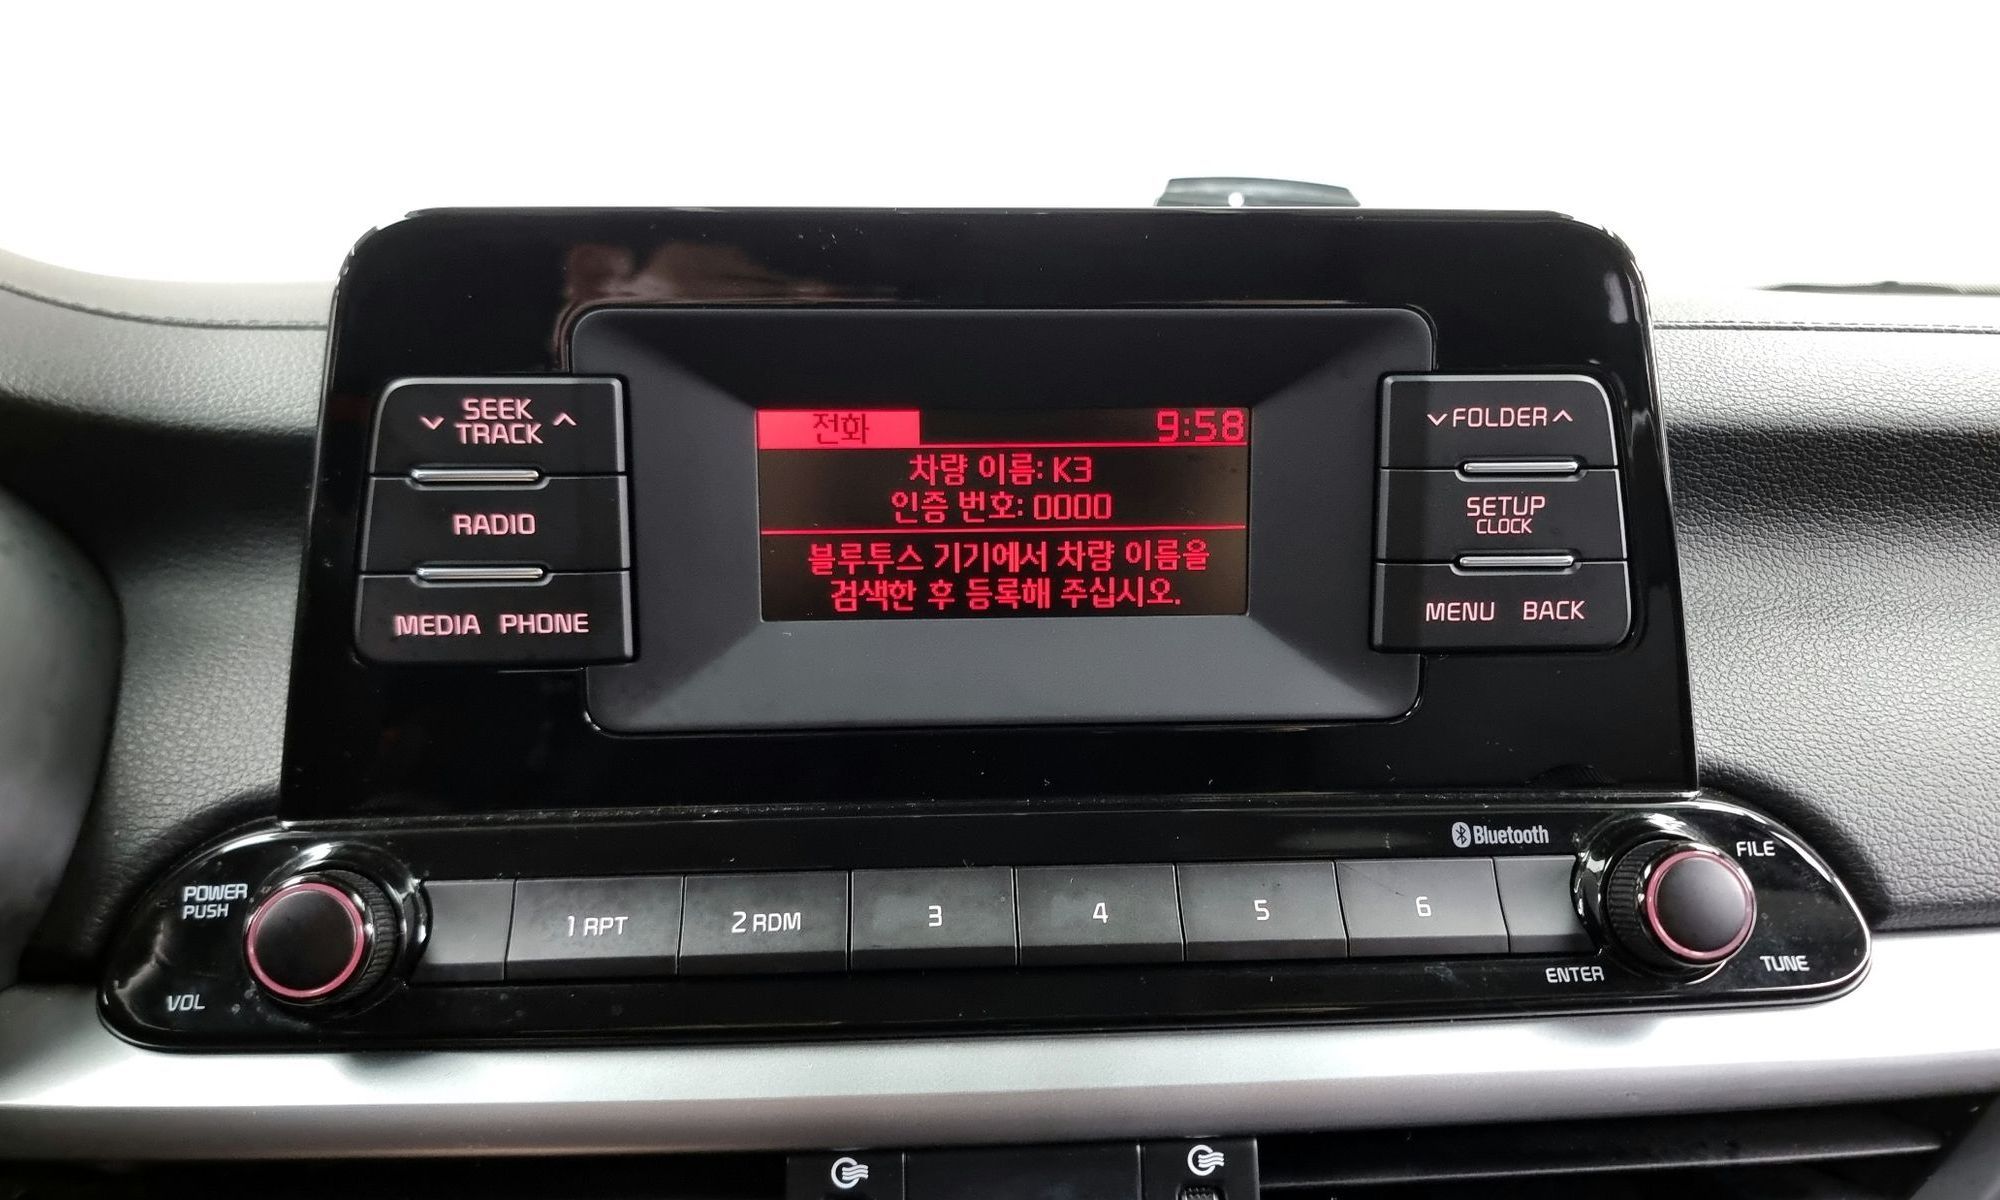 SEEK
TRACK
RADIO
MEDIA PHONE
전화 9:58
차량 이름: K3
인증 번호: 0000
블루투스 기기에서 차량 이름을
검색한 후 등록해 주십시오.
FOLDER
SETUP
CLOCK
MENU BACK
Bluetooth
POWER
PUSH
VOL
1 RPT
2 RDM
3
4
5
6
FILE
TUNE
ENTER